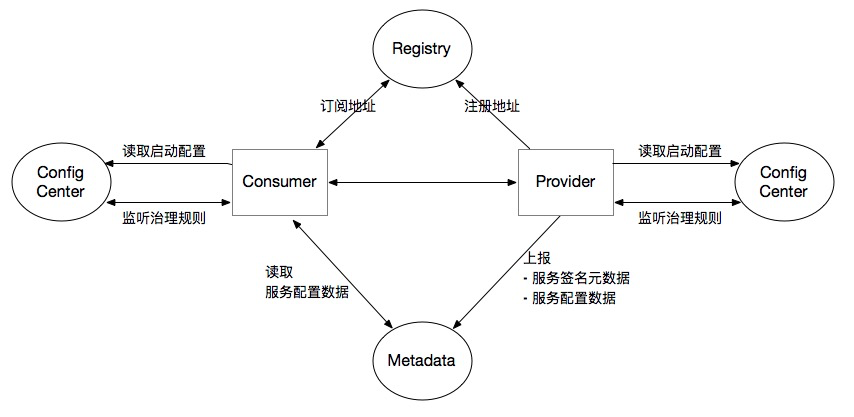 Registry
订阅地址
注册地址
读取启动配置
读取启动配置
Config
Center
Consumer
Provider
Config
Center
监听治理规则
监听治理规则
读取
服务配置数据
上报
- 服务签名元数据
- 服务配置数据
Metadata